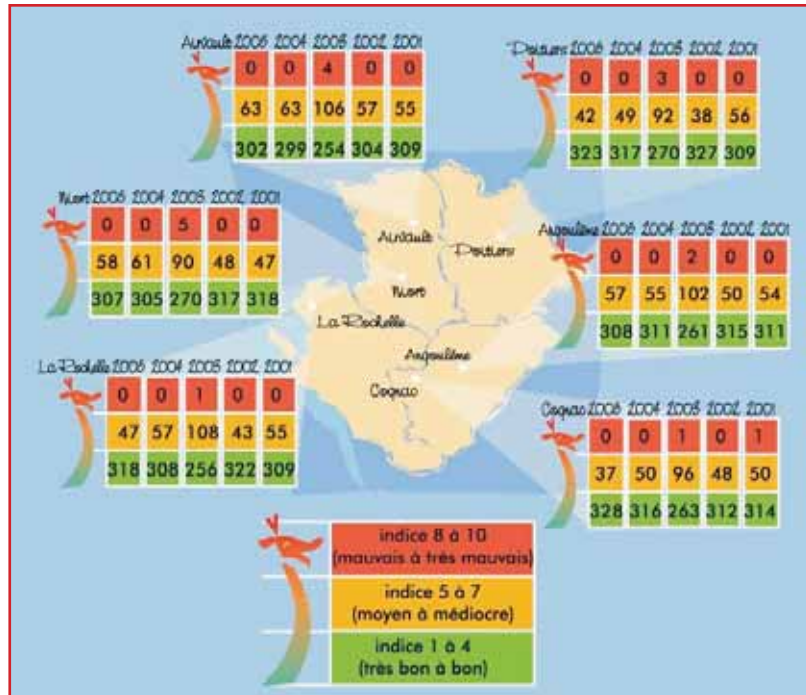 Airvault 2005 2004 2003 2002 2001
0 0 4 0 0
63 63 106 57 55
302 299 254 304 309
Poitiers 2005 2004 2003 2002 2001
0 0 3 0 0
42 49 92 38 56
323 317 270 327 309
Niort 2005 2004 2003 2002 2001
0 0 5 0 0
58 61 90 48 47
307 305 270 317 318
Airvault
Poitiers
Niort
La Rochelle
Angoulême
Cognac
Angoulême 2005 2004 2003 2002 2001
0 0 2 0 0
57 55 102 50 54
308 311 261 315 311
La Rochelle 2005 2004 2003 2002 2001
0 0 1 0 0
47 57 108 43 55
318 308 256 322 309
Cognac 2005 2004 2003 2002 2001
0 0 1 0 1
37 50 96 48 50
328 316 263 312 314
indice 8 à 10
(mauvais à très mauvais)
indice 5 à 7
(moyen à médiocre)
indice 1 à 4
(très bon à bon)